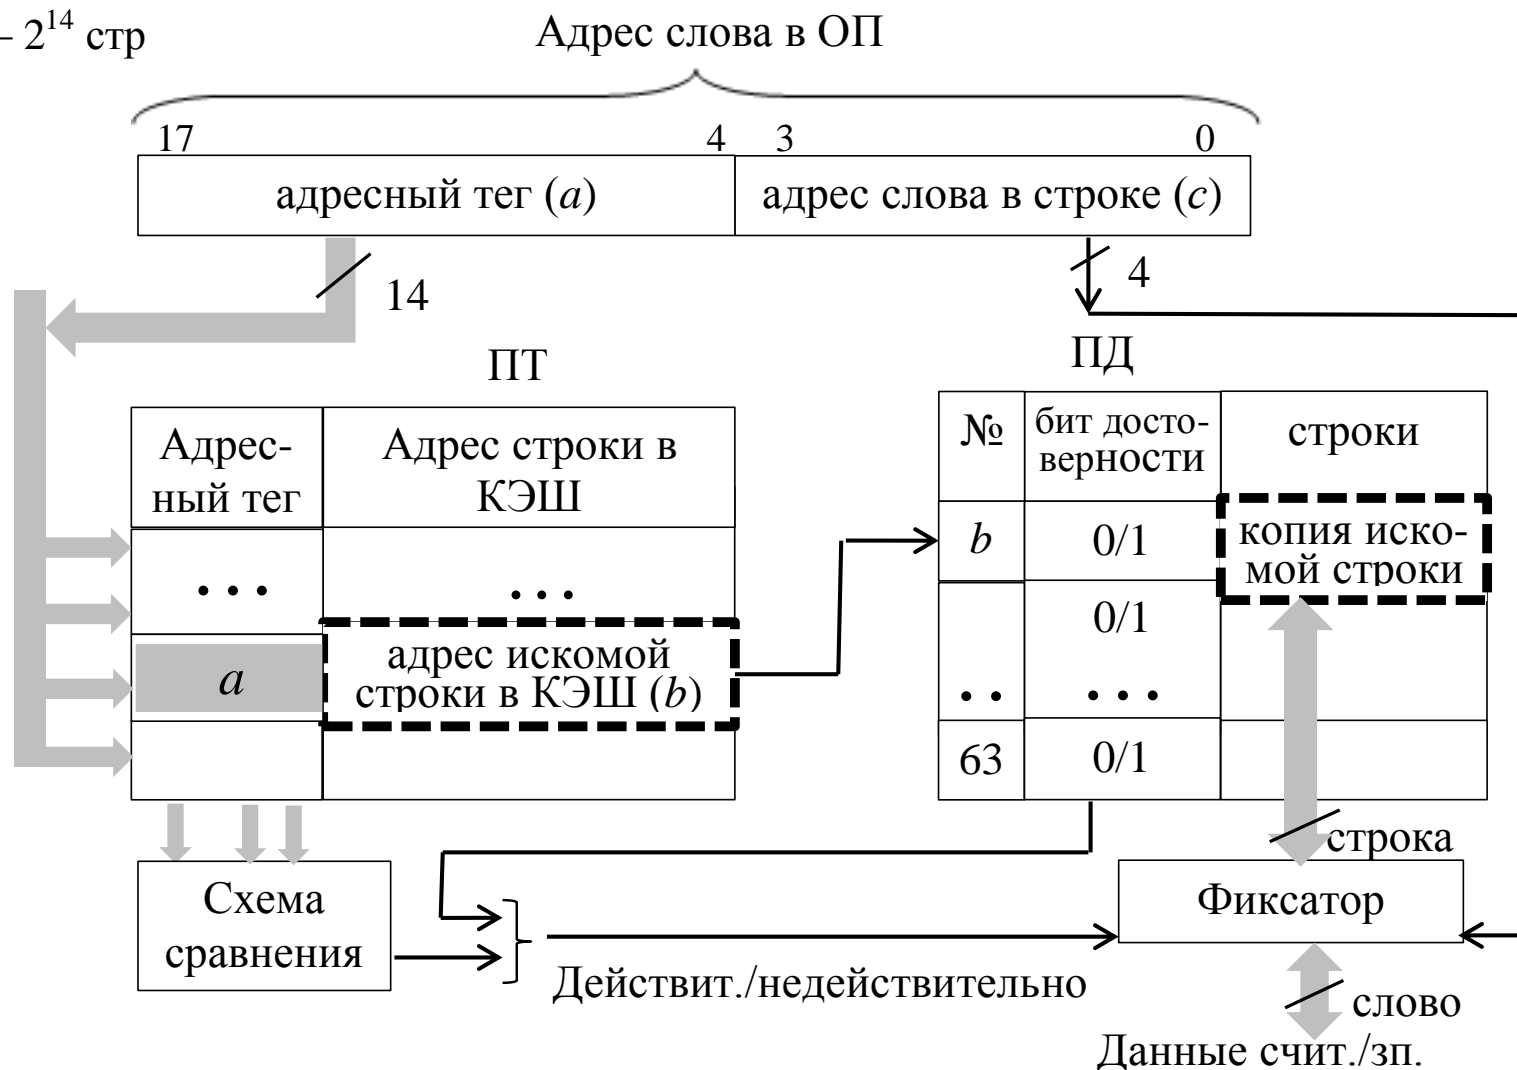 – 2¹⁴ стр
Адрес слова в ОП
17 4 3 0
адресный тег (a) адрес слова в строке (c)
14
4
ПТ
ПД
Адрес-
ный тег
Адрес строки в
КЭШ
№
бит досто-
верности
строки
. . .
. . .
a
адрес искомой
строки в КЭШ (b)
b
0/1
копия иско-
мой строки
0/1
. .
. . .
63
0/1
строка
Схема
сравнения
Фиксатор
Действит./недействительно
слово
Данные счит./зп.